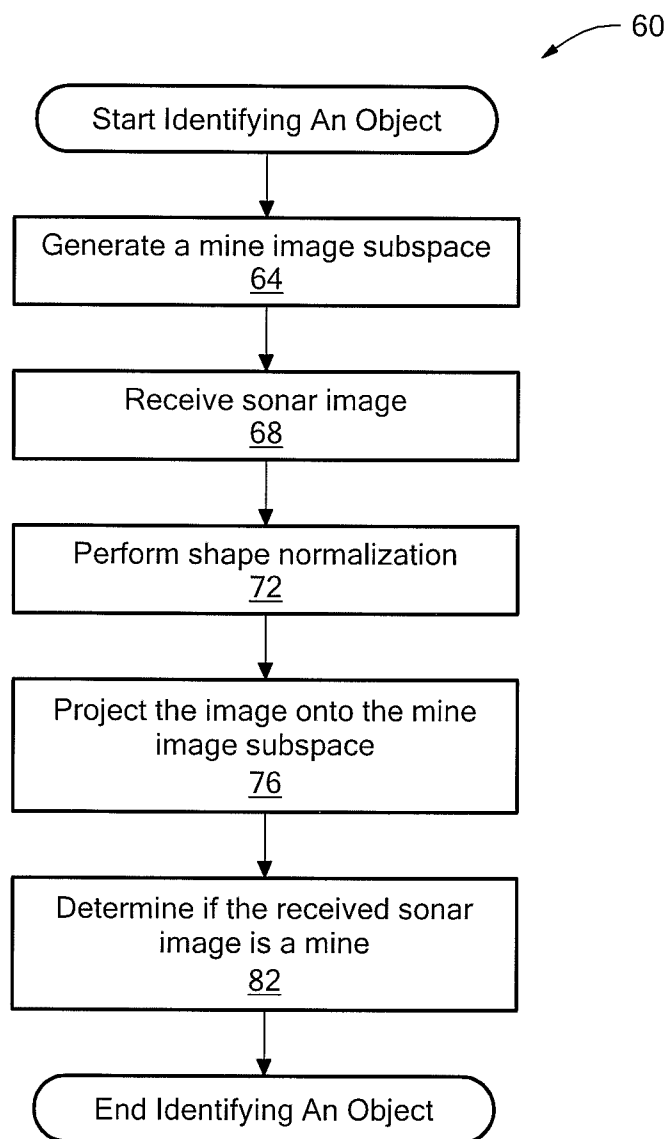 60
Start Identifying An Object
Generate a mine image subspace
64
Receive sonar image
68
Perform shape normalization
72
Project the image onto the mine
image subspace
76
Determine if the received sonar
image is a mine
82
End Identifying An Object